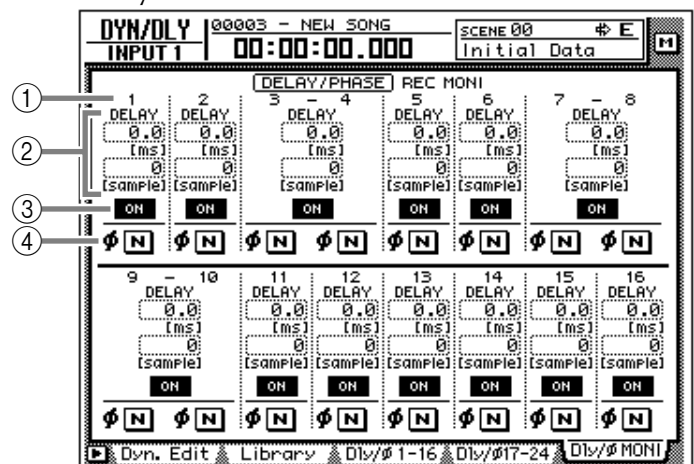 DYN/DLY
INPUT 1
00003 - NEW SONG
00:00:00.000
SCENE 00 E
Initial Data
M
DELAY/PHASE REC MONI
① 1 2 3 - 4 5 6 7 - 8
② DELAY DELAY DELAY DELAY DELAY DELAY
0.0 0.0 0.0 0.0 0.0 0.0
[ms] [ms] [ms] [ms] [ms] [ms]
0 0 0 0 0 0
[sample] [sample] [sample] [sample] [sample] [sample]
③ ON ON ON ON ON ON
④ ϕ N ϕ N ϕ N ϕ N ϕ N ϕ N ϕ N ϕ N
9 - 10 11 12 13 14 15 16
DELAY DELAY DELAY DELAY DELAY DELAY DELAY
0.0 0.0 0.0 0.0 0.0 0.0 0.0
[ms] [ms] [ms] [ms] [ms] [ms] [ms]
0 0 0 0 0 0 0
[sample] [sample] [sample] [sample] [sample] [sample] [sample]
ON ON ON ON ON ON ON
ϕ N ϕ N ϕ N ϕ N ϕ N ϕ N ϕ N ϕ N
Dyn. Edit Library Dly/ϕ 1-16 Dly/ϕ17-24 Dly/ϕ MONI